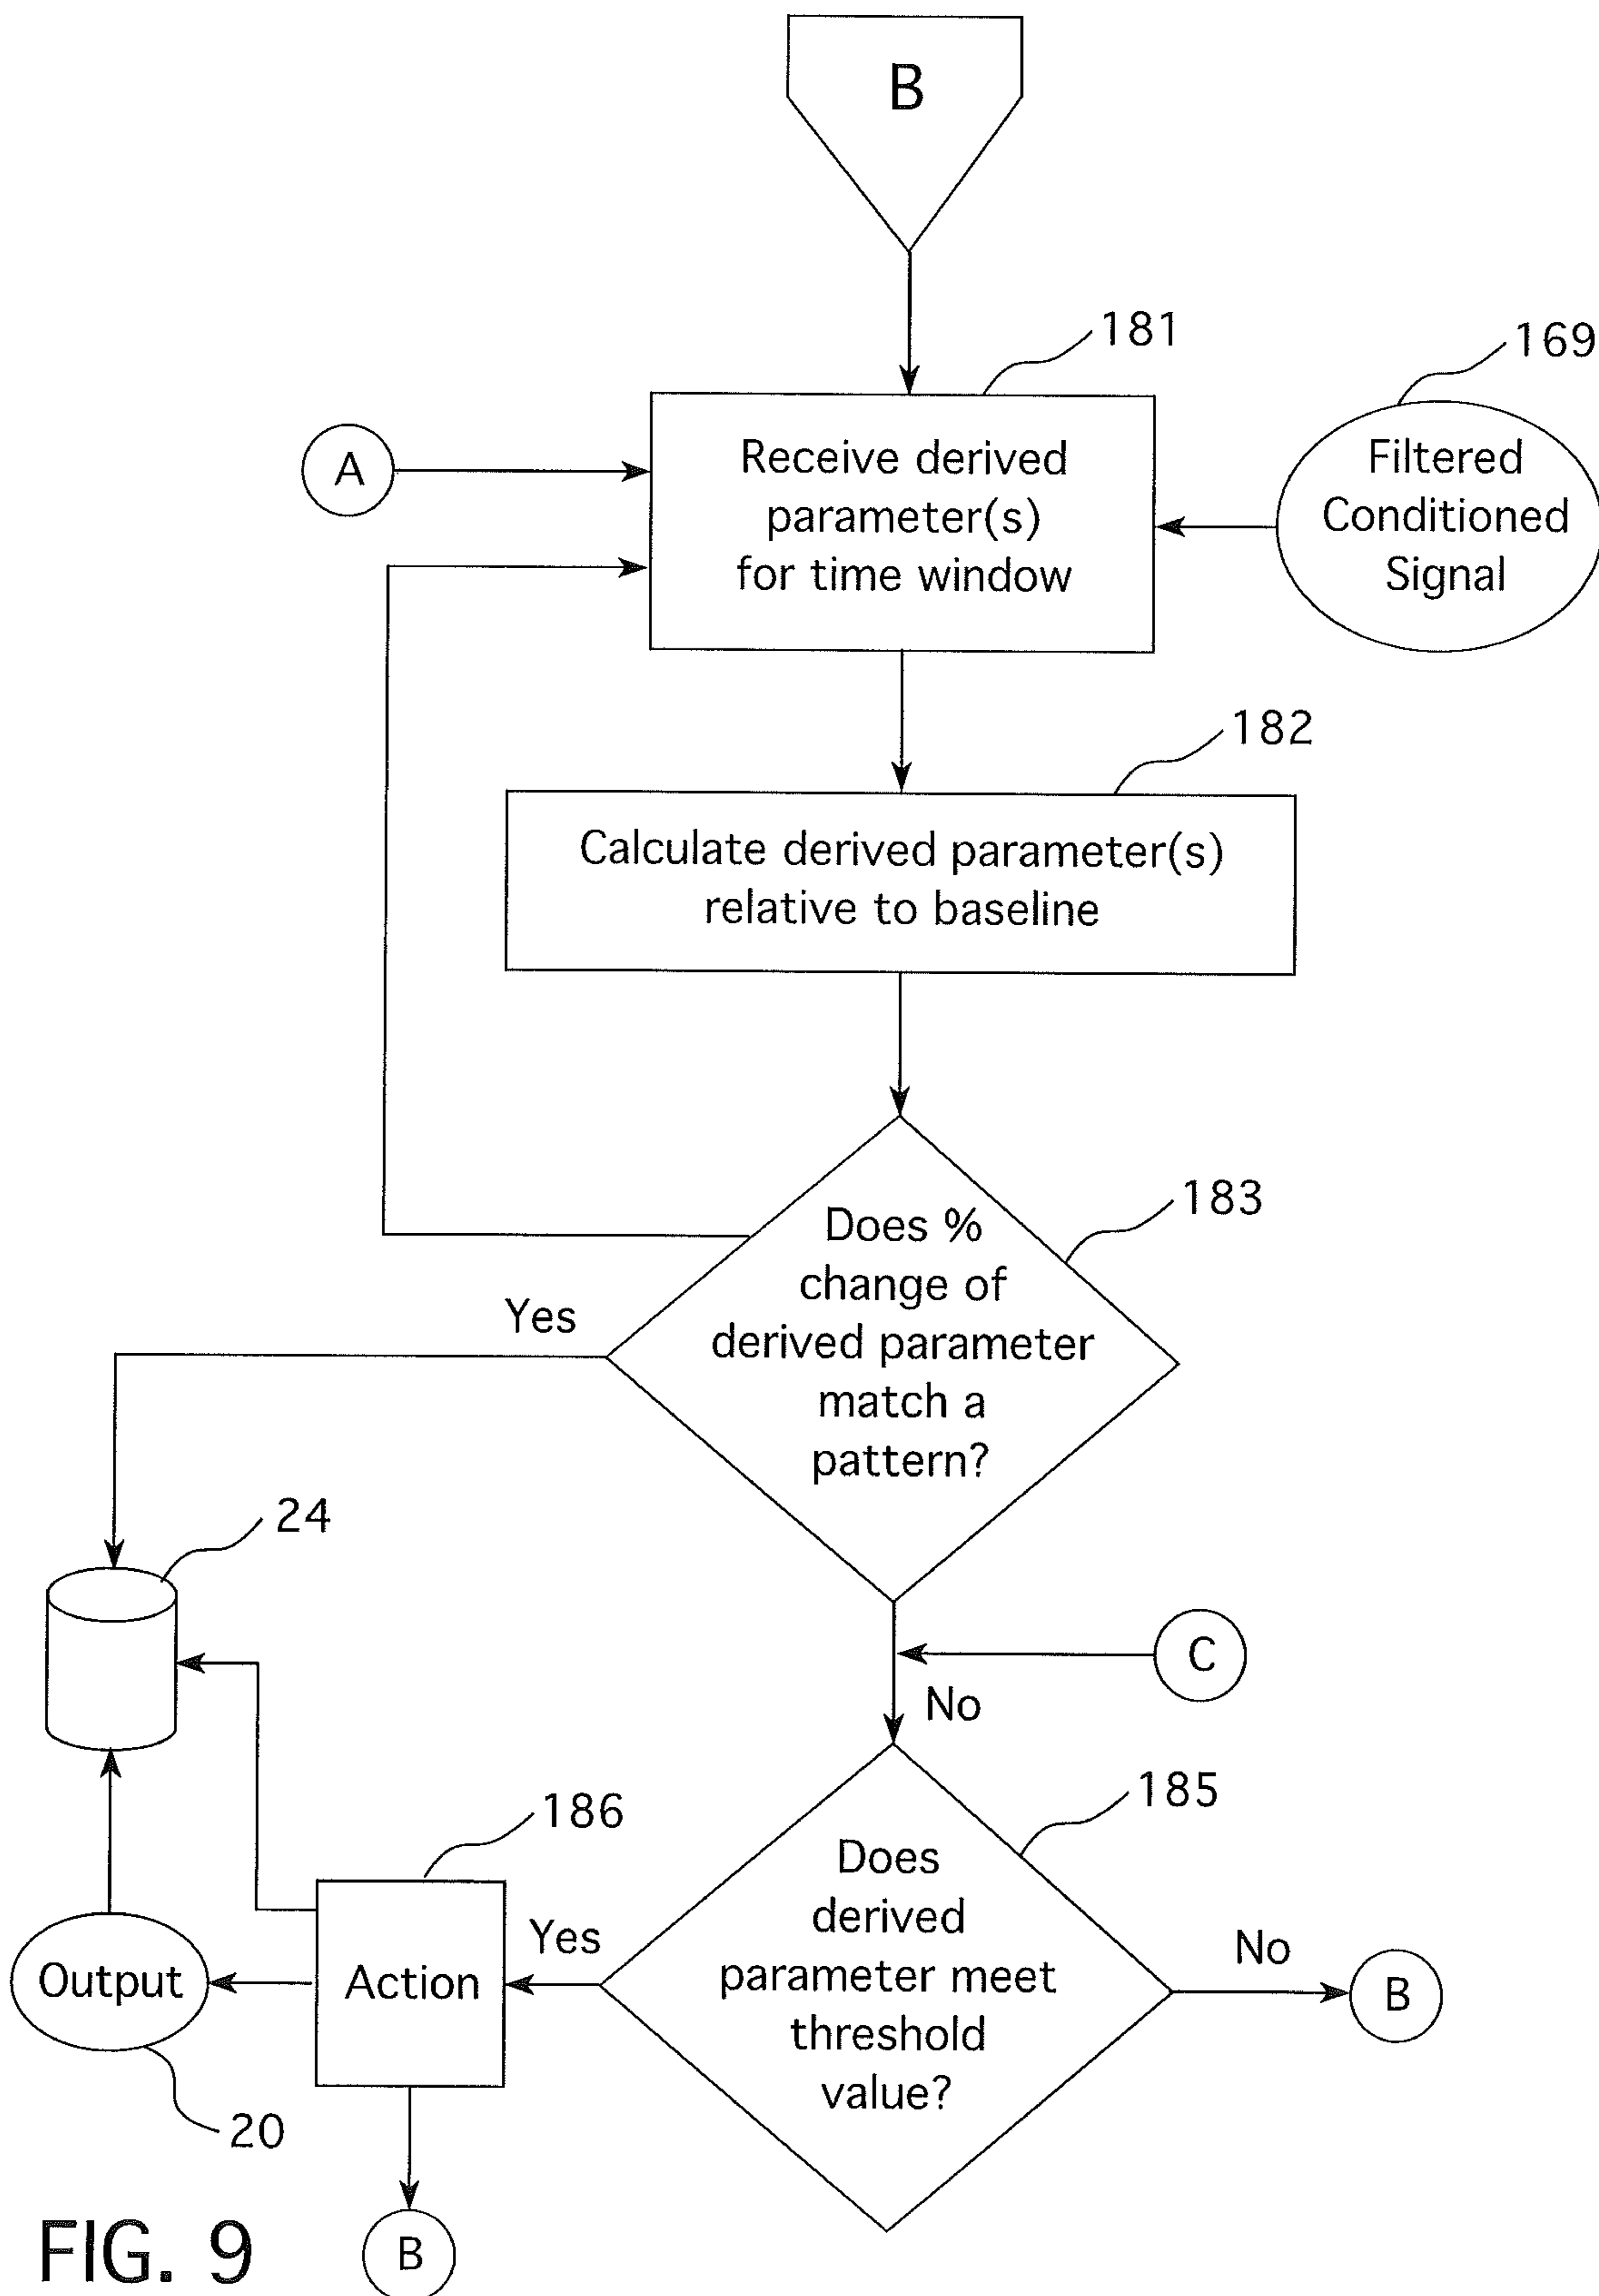 B
181
169
A
Receive derived
parameter(s)
for time window
Filtered
Conditioned
Signal
182
Calculate derived parameter(s)
relative to baseline
183
Does %
change of
derived parameter
match a
pattern?
Yes
24
C
No
185
186
Does
derived
parameter meet
threshold
value?
Yes
No
Output
Action
B
20
B
FIG. 9